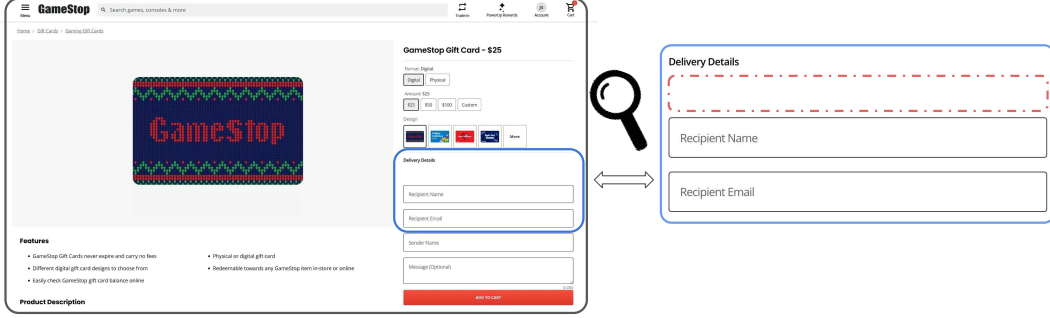 Menu
GameStop
Search games, consoles & more
Trade-In
PowerUp Rewards
JB
Account
Cart
Home > Gift Cards > Gaming Gift Cards
GameStop
GameStop Gift Card - $25
Format: Digital
Digital Physical
Amount: $25
$25 $50 $100 Custom
Design
More
Delivery Details
Recipient Name
Recipient Email
Sender Name
Message (Optional)
ADD TO CART
Features
• GameStop Gift Cards never expire and carry no fees
• Different digital gift card designs to choose from
• Easily check GameStop gift card balance online
• Physical or digital gift card
• Redeemable towards any GameStop item in-store or online
Product Description
Delivery Details
Recipient Name
Recipient Email